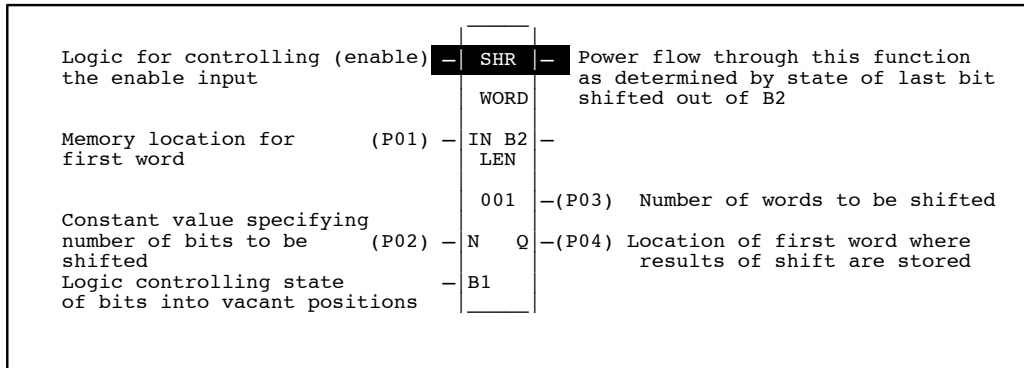 Logic for controlling (enable) SHR Power flow through this function
the enable input as determined by state of last bit
WORD shifted out of B2
Memory location for (P01) IN B2
first word LEN
001 (P03) Number of words to be shifted
Constant value specifying
number of bits to be (P02) N Q (P04) Location of first word where
shifted results of shift are stored
Logic controlling state B1
of bits into vacant positions